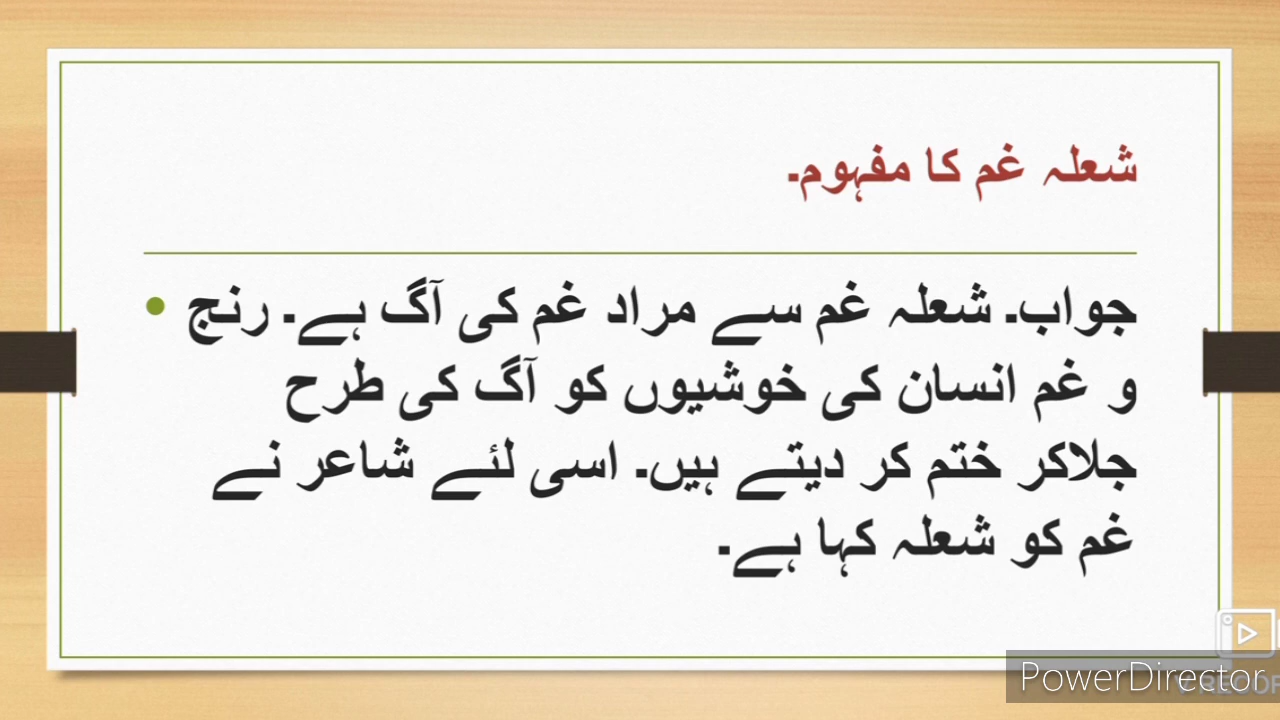 شعلہ غم کا مفہوم۔
جواب۔ شعلہ غم سے مراد غم کی آگ ہے۔ رنج
و غم انسان کی خوشیوں کو آگ کی طرح
جلاکر ختم کر دیتے ہیں۔ اسی لئے شاعر نے
غم کو شعلہ کہا ہے۔
PowerDirector